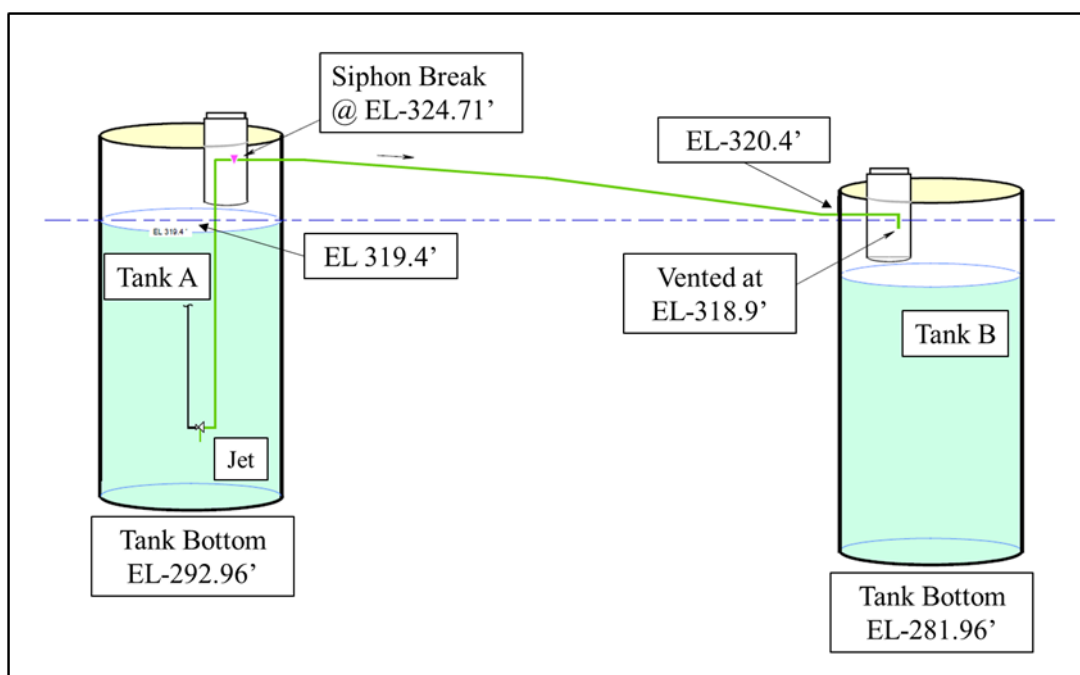 Siphon Break
@ EL-324.71’
EL-320.4’
EL 319.4 '
EL 319.4’
Tank A
Vented at
EL-318.9’
Tank B
Jet
Tank Bottom
EL-292.96’
Tank Bottom
EL-281.96’